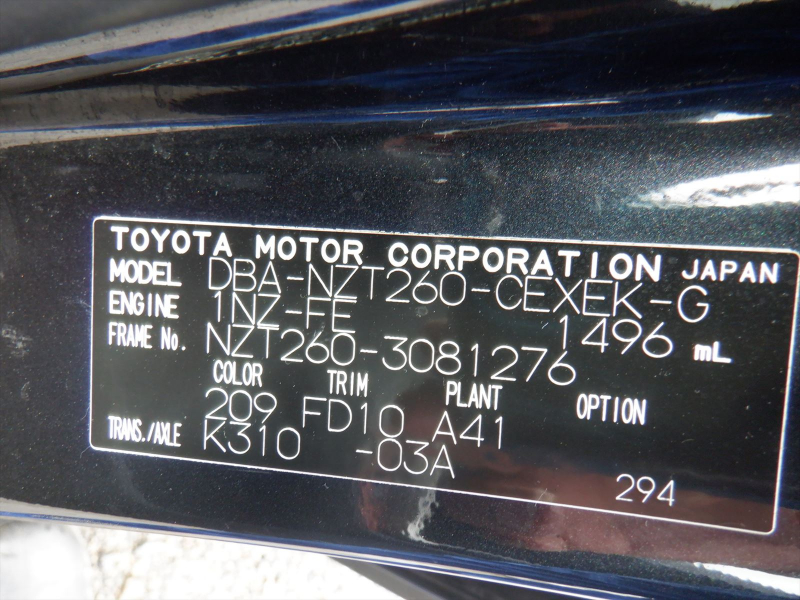 TOYOTA MOTOR CORPORATION JAPAN
MODEL DBA-NZT260-CEXEK-G
ENGINE 1NZ-FE 1496 mL
FRAME No. NZT260-3081276
COLOR TRIM PLANT OPTION
209 FD10 A41
TRANS./AXLE K310 -03A
294